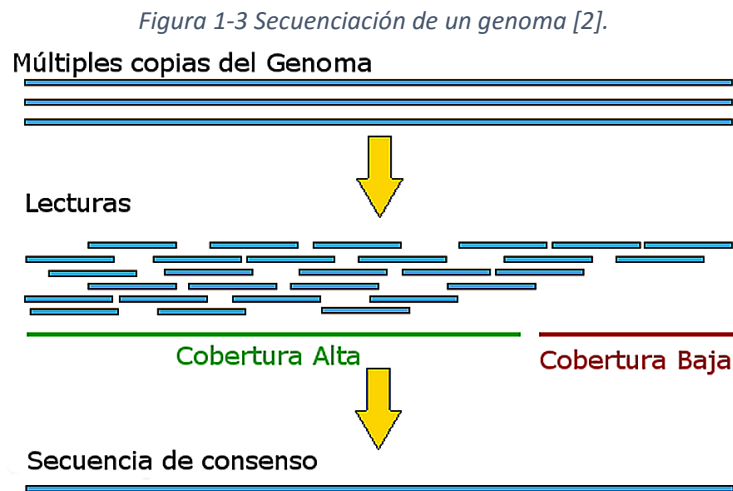 Figura 1-3 Secuenciación de un genoma [2].
Múltiples copias del Genoma
Lecturas
Cobertura Alta
Cobertura Baja
Secuencia de consenso